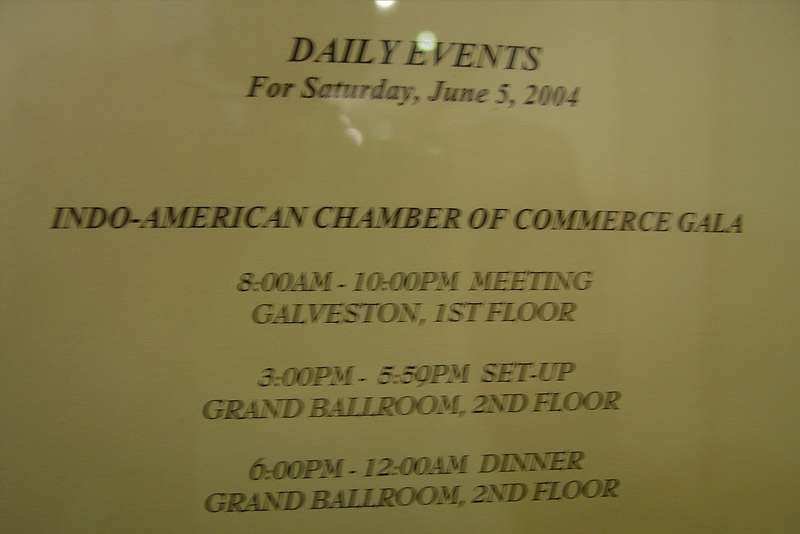 DAILY EVENTS
For Saturday, June 5, 2004
INDO-AMERICAN CHAMBER OF COMMERCE GALA
8:00AM - 10:00PM MEETING
GALVESTON, 1ST FLOOR
3:00PM - 5:59PM SET-UP
GRAND BALLROOM, 2ND FLOOR
6:00PM - 12:00AM DINNER
GRAND BALLROOM, 2ND FLOOR